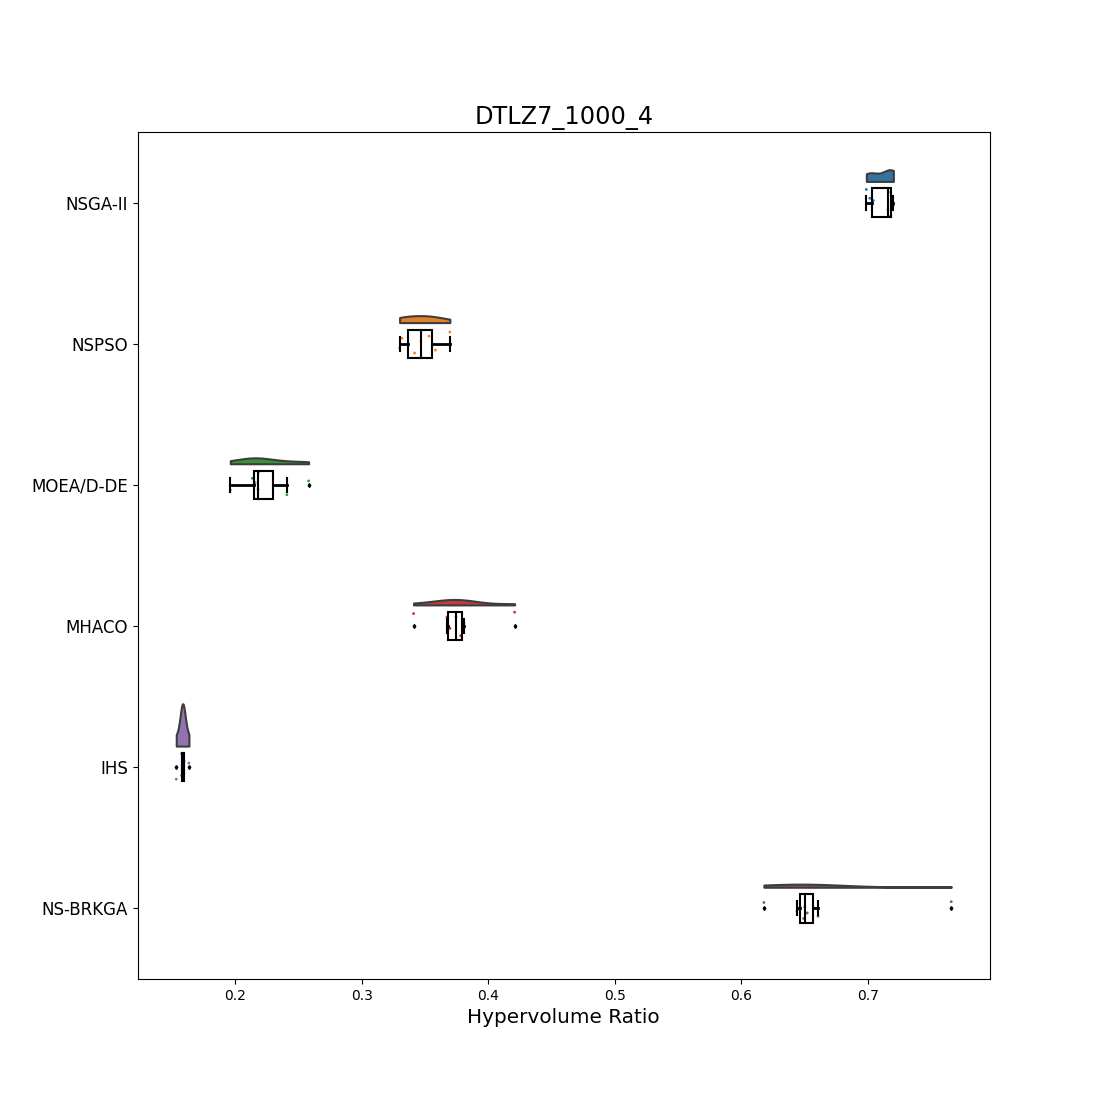 DTLZ7_1000_4
NSGA-II
NSPSO
MOEA/D-DE
MHACO
IHS
NS-BRKGA
0.2 0.3 0.4 0.5 0.6 0.7
Hypervolume Ratio